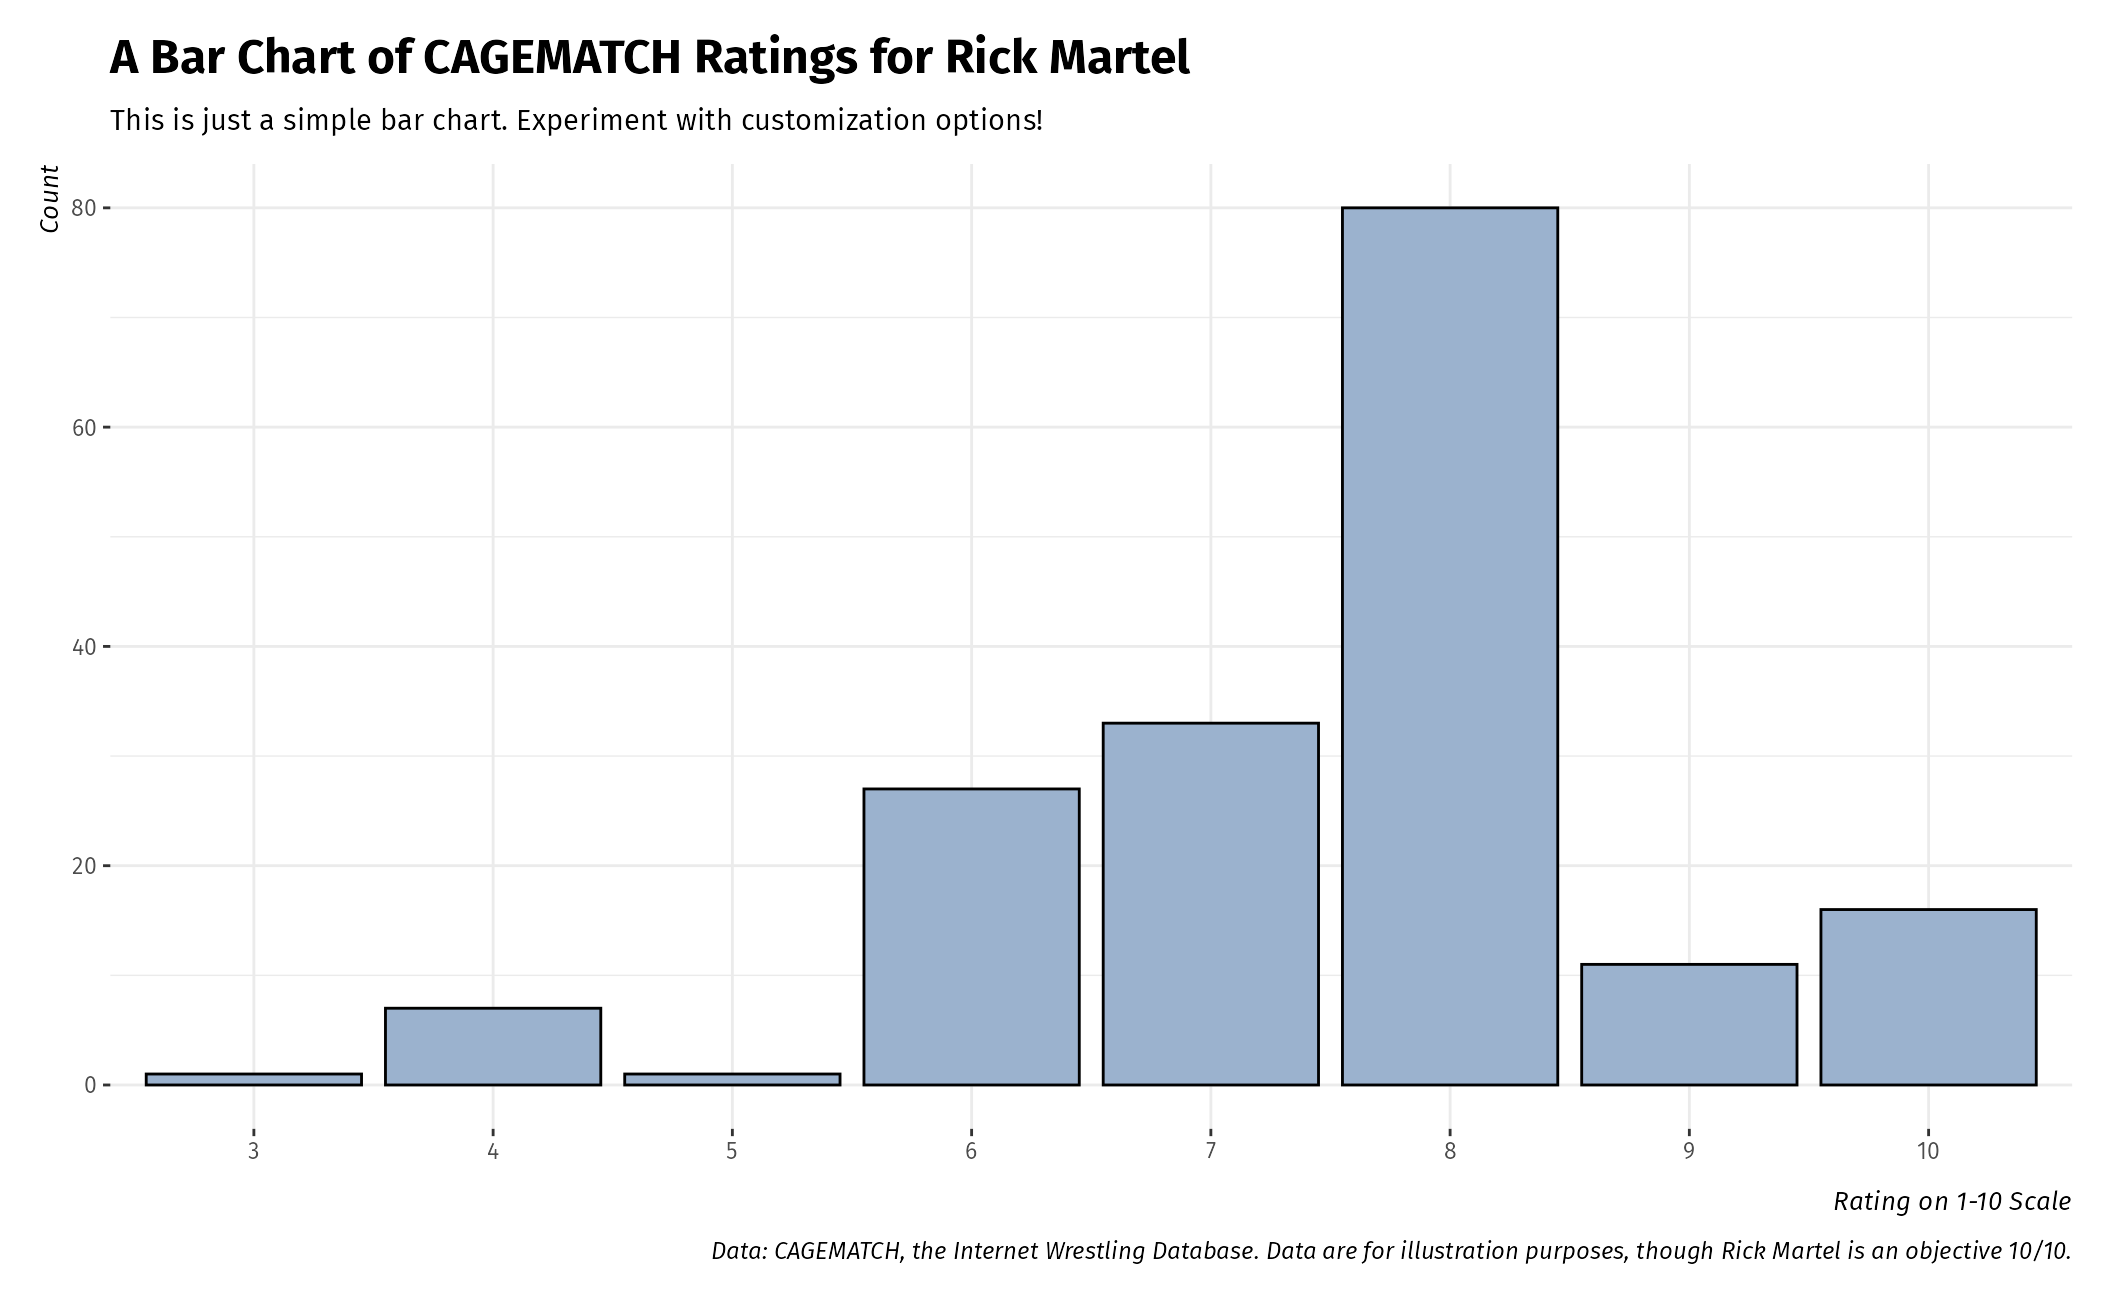 A Bar Chart of CAGEMATCH Ratings for Rick Martel
This is just a simple bar chart. Experiment with customization options!
Count
80
60
40
20
0
3 4 5 6 7 8 9 10
Rating on 1-10 Scale
Data: CAGEMATCH, the Internet Wrestling Database. Data are for illustration purposes, though Rick Martel is an objective 10/10.